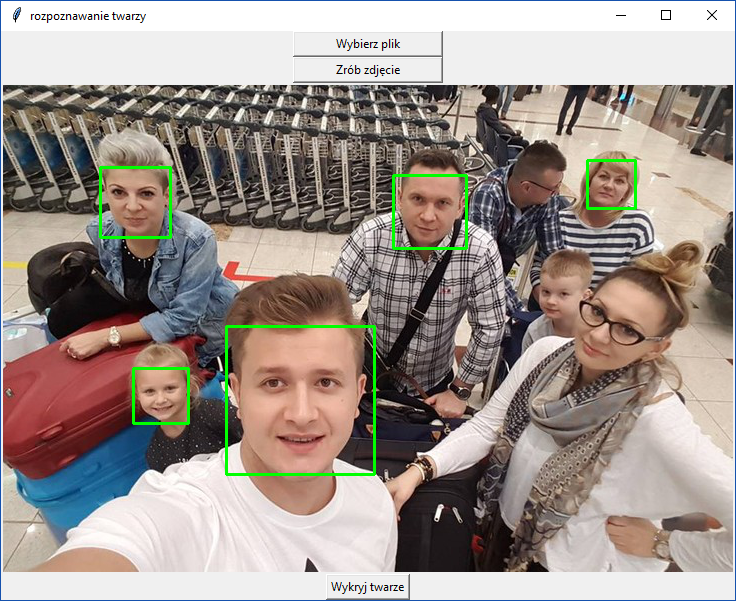 rozpoznawanie twarzy
Wybierz plik
Zrób zdjęcie
Wykryj twarze